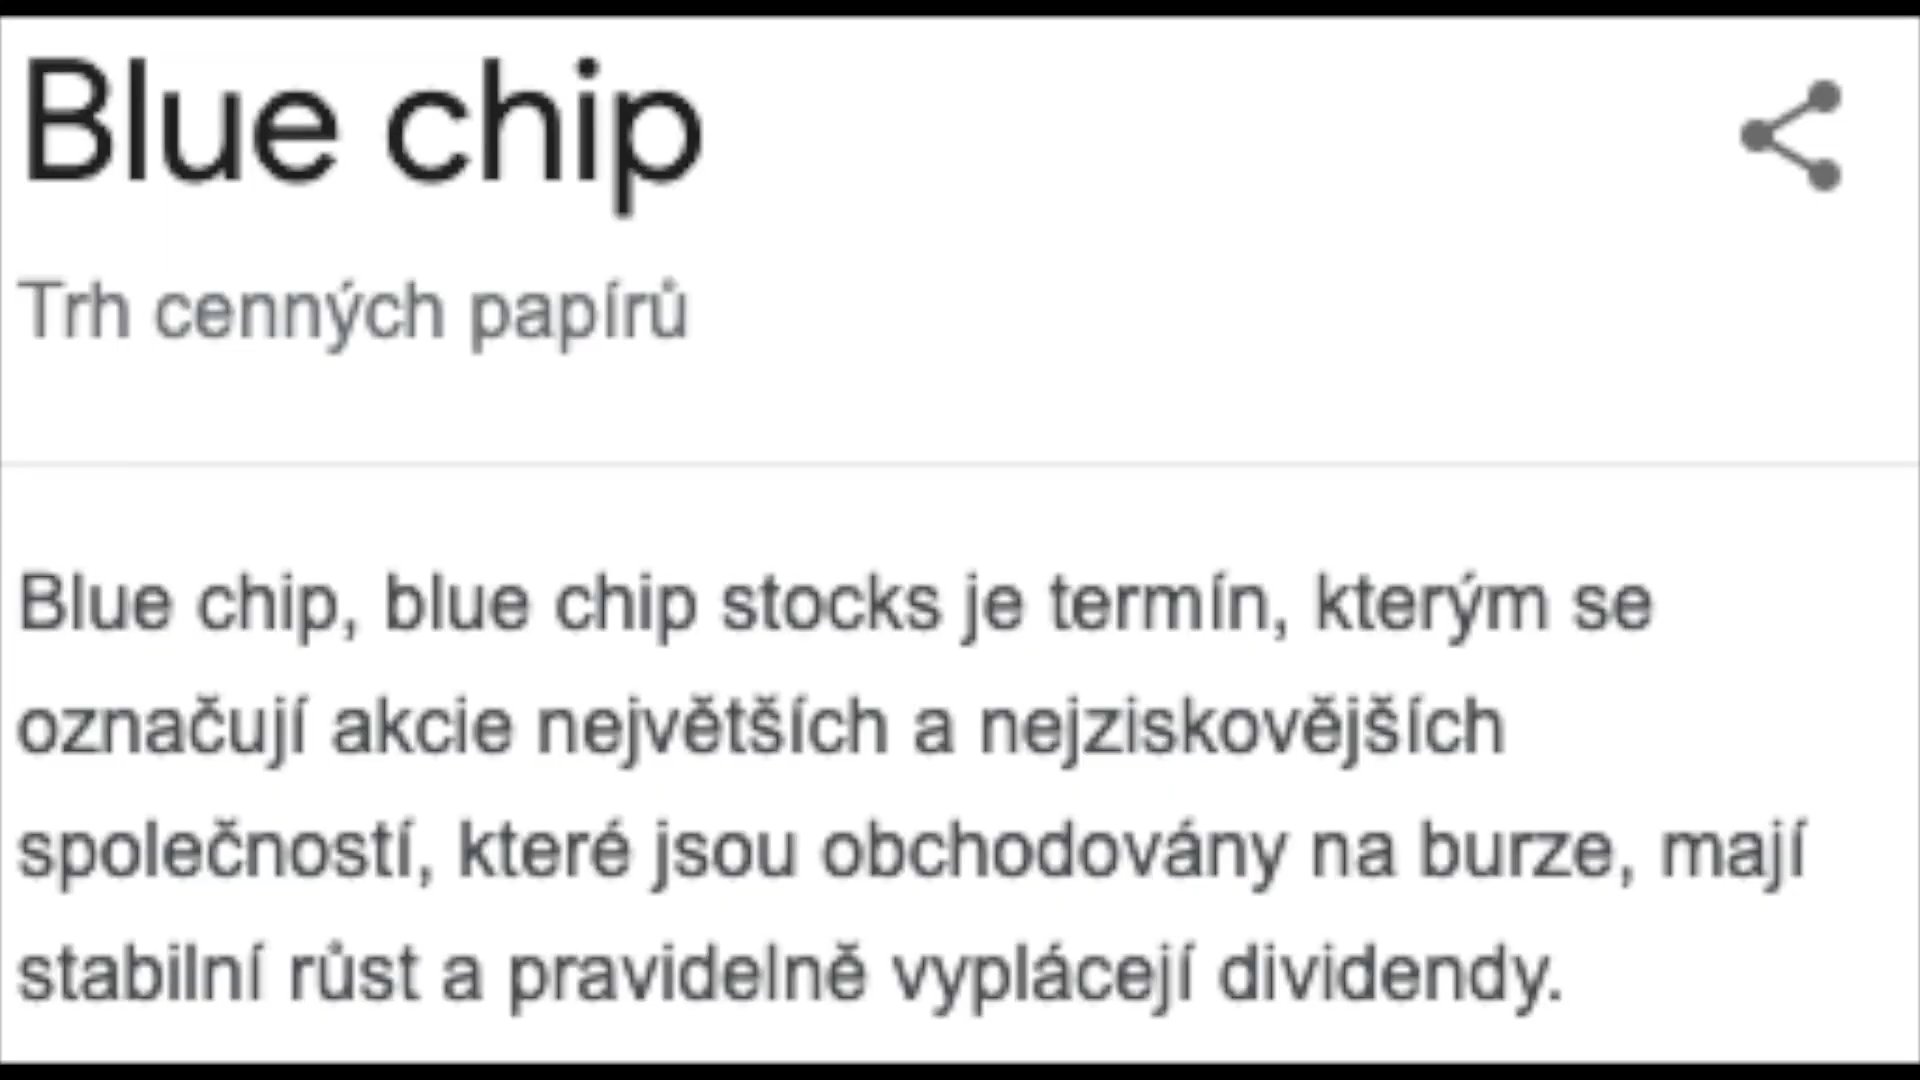 Blue chip
Trh cenných papírů
Blue chip, blue chip stocks je termín, kterým se
označují akcie největších a nejziskovějších
společností, které jsou obchodovány na burze, mají
stabilní růst a pravidelně vyplácejí dividendy.